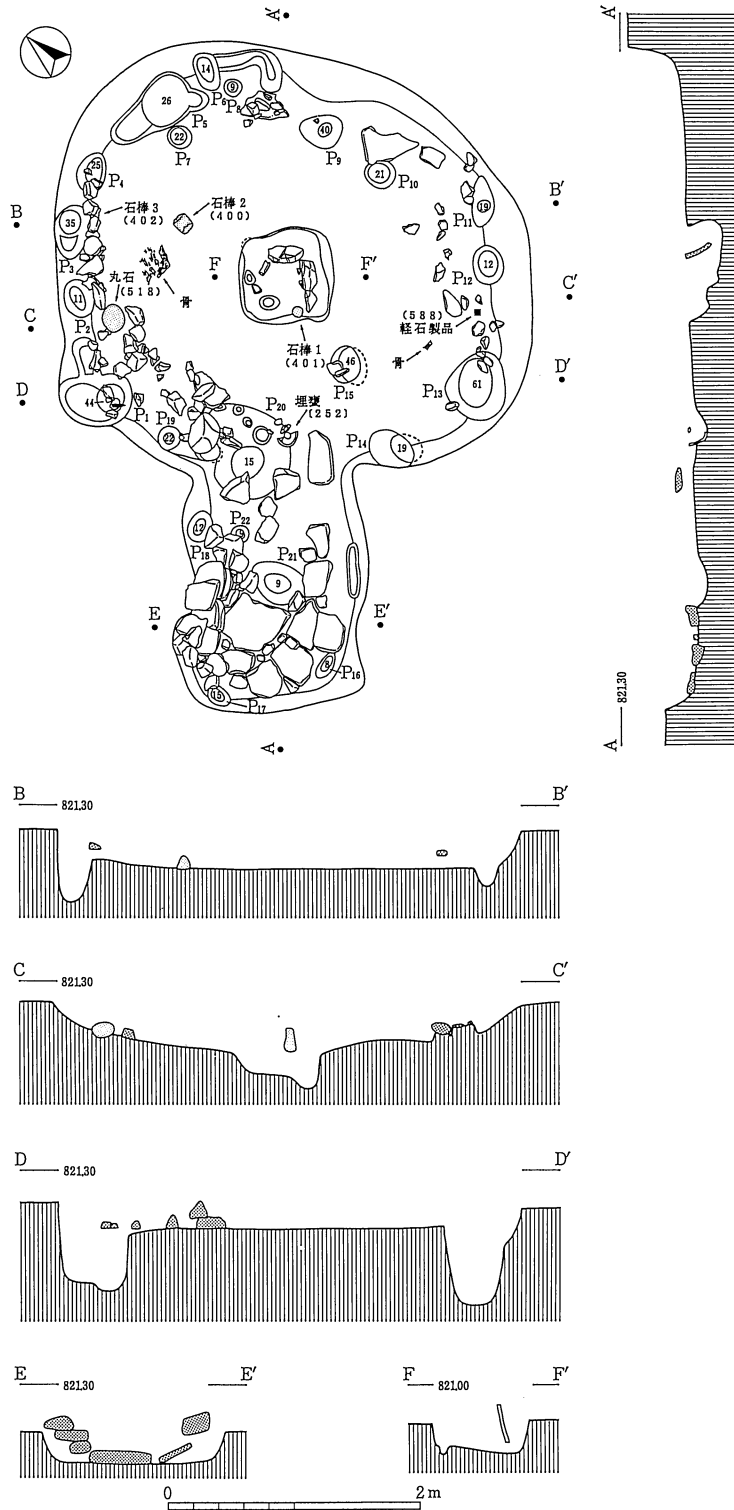 A′
14
9
P6
P8
26
P5
22
P7
40
P9
21
P10
25
P4
石棒3
(402)
石棒2
(400)
B
35
P3
丸石
(518)
骨
F
F′
19
P11
B′
12
P12
C′
(588)
軽石製品
骨
11
P2
C
石棒1
(401)
46
P15
61
P13
D′
D
44
P1
P19
22
P20
埋甕
(252)
15
P14
19
12
P18
P22
P21
9
E
E′
8
P16
15
P17
A
A′
821.30
A
B
821.30
B′
C
821.30
C′
D
821.30
D′
E
821.30
E′
F
821.00
F′
0
2m